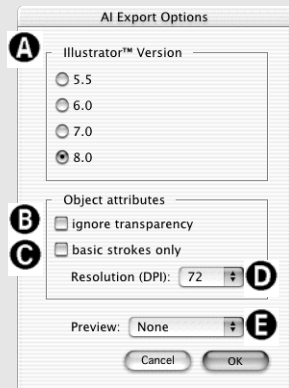 AI Export Options
A
Illustrator™ Version
5.5
6.0
7.0
8.0
Object attributes
B ignore transparency
C basic strokes only
Resolution (DPI): 72 D
Preview: None E
Cancel OK